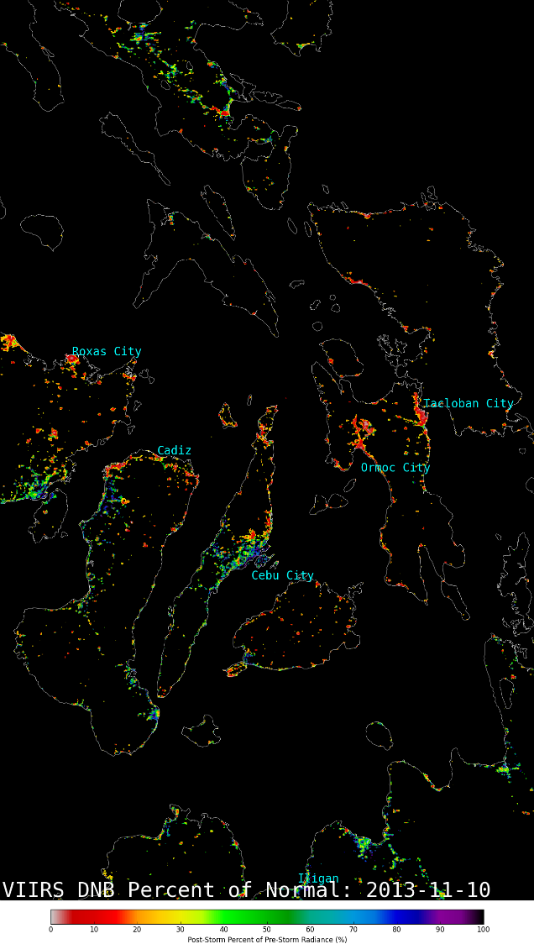 Roxas City
Tacloban City
Cadiz
Ormoc City
Cebu City
Iligan
VIIRS DNB Percent of Normal: 2013-11-10
0 10 20 30 40 50 60 70 80 90 100
Post-Storm Percent of Pre-Storm Radiance (%)